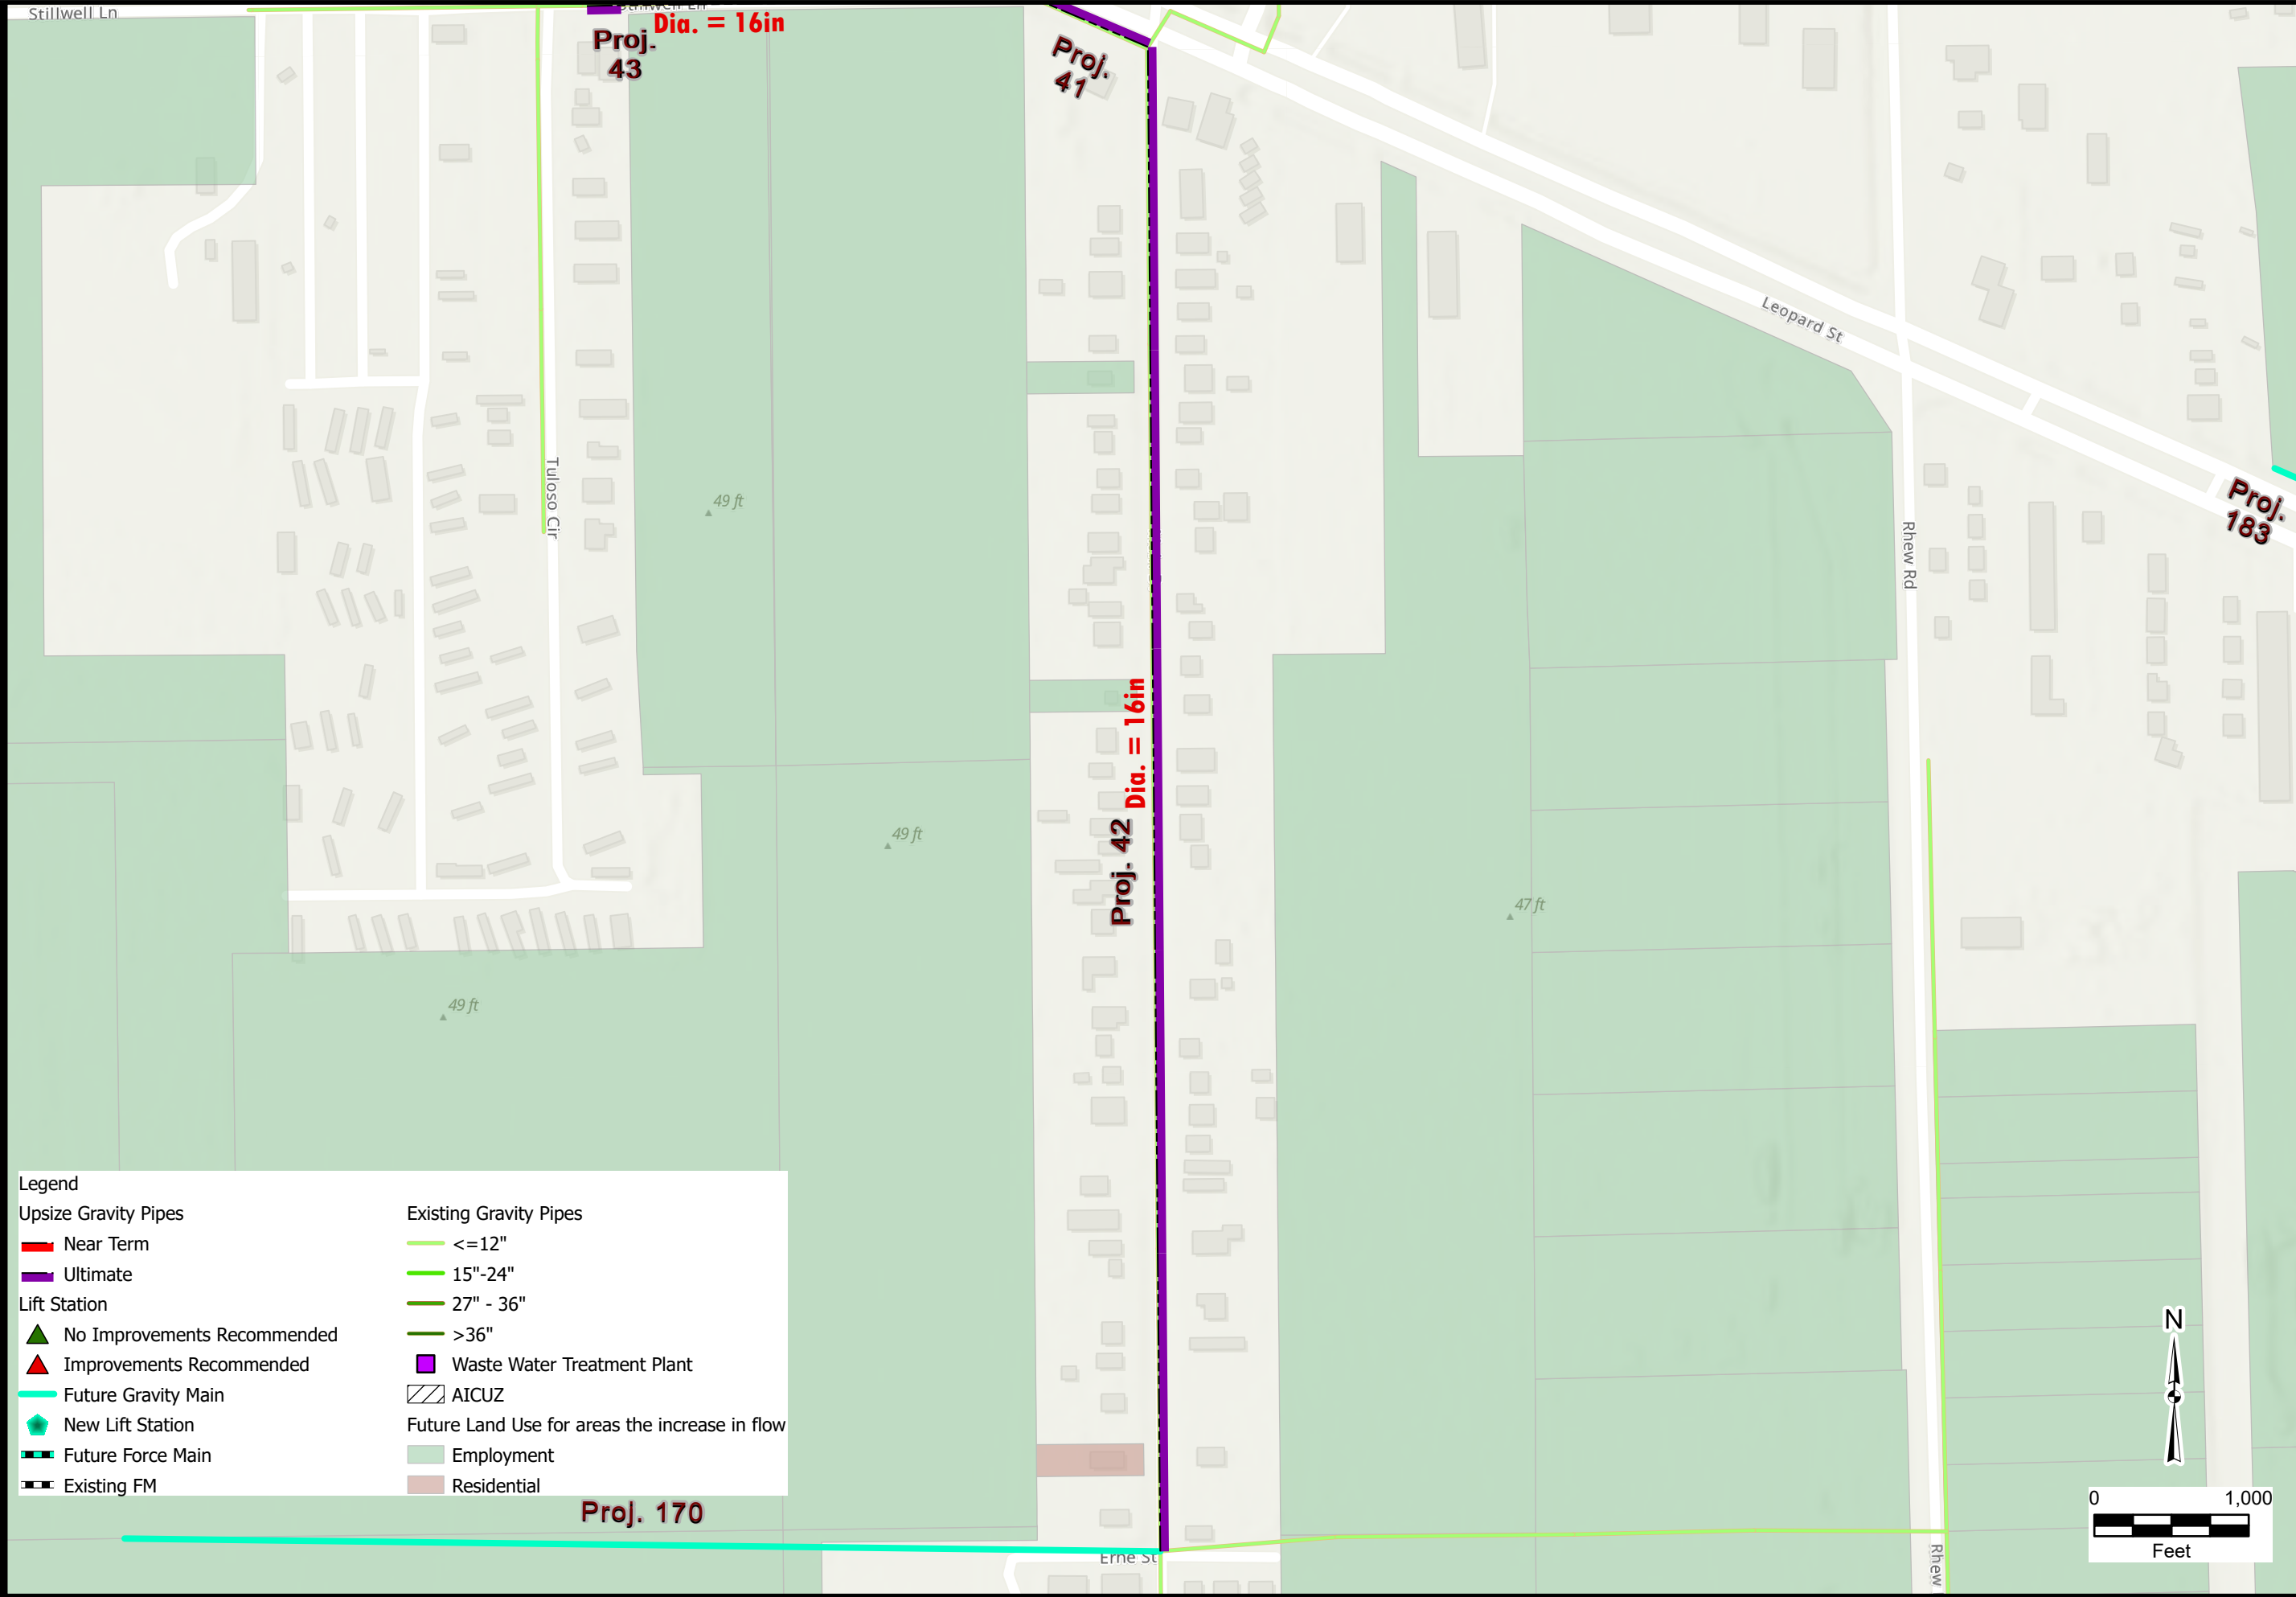 Stillwell Ln
Stillwell Ln
Dia. = 16in
Proj.
43
Proj.
41
Leopard St
Proj.
183
Tuloso Cir
Rhew Rd
49 ft
49 ft
49 ft
47 ft
Dia. = 16in
Proj. 42
Legend
Upsize Gravity Pipes
Near Term
Ultimate
Lift Station
No Improvements Recommended
Improvements Recommended
Future Gravity Main
New Lift Station
Future Force Main
Existing FM
Existing Gravity Pipes
<=12"
15"-24"
27" - 36"
>36"
Waste Water Treatment Plant
AICUZ
Future Land Use for areas the increase in flow
Employment
Residential
Proj. 170
Erne St
Rhew
N
0 1,000
Feet